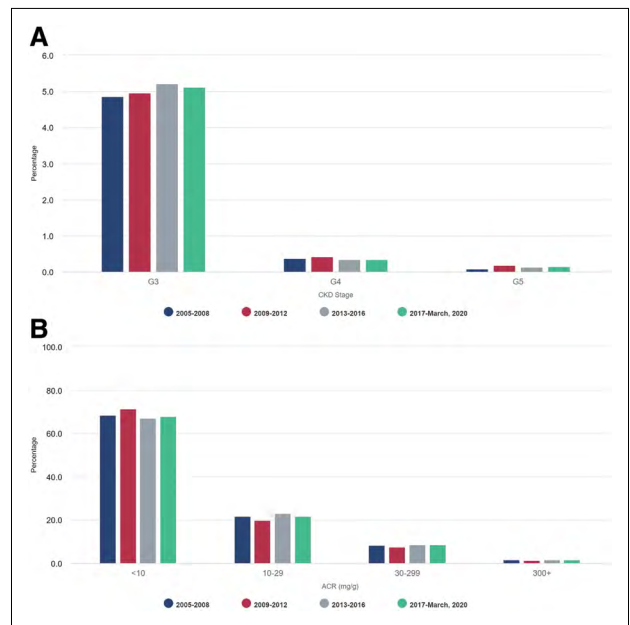 A
6.0
5.0
4.0
3.0
2.0
1.0
0.0
Percentage
G3 G4 G5
CKD Stage
2005-2008 2009-2012 2013-2016 2017-March, 2020
B
100.0
80.0
60.0
40.0
20.0
0.0
Percentage
<10 10-29 30-299 300+
ACR (mg/g)
2005-2008 2009-2012 2013-2016 2017-March, 2020